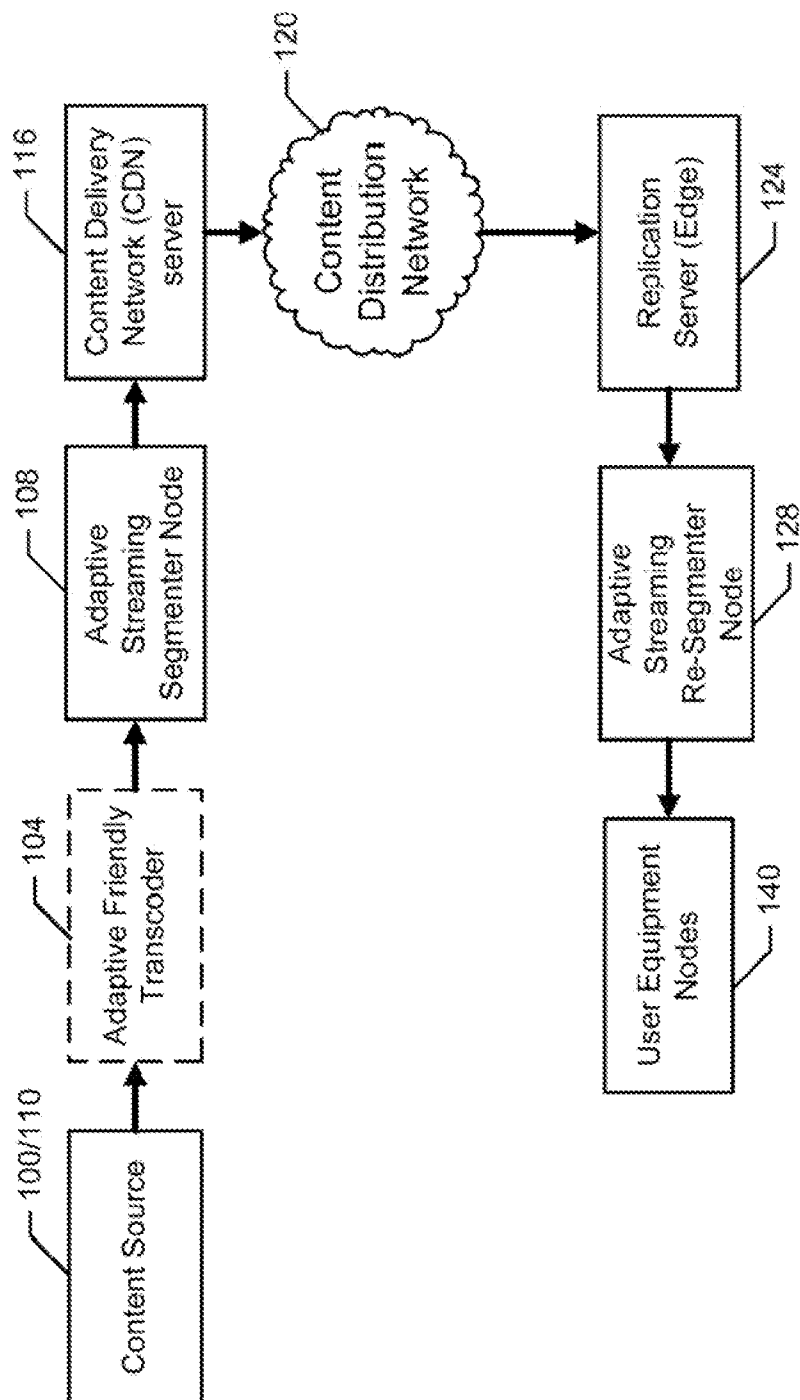 100/110
Content Source
104
Adaptive Friendly
Transcoder
108
Adaptive
Streaming
Segmenter Node
116
Content Delivery
Network (CDN)
server
120
Content
Distribution
Network
Replication
Server (Edge)
124
Adaptive
Streaming
Re-Segmenter
Node
128
User Equipment
Nodes
140